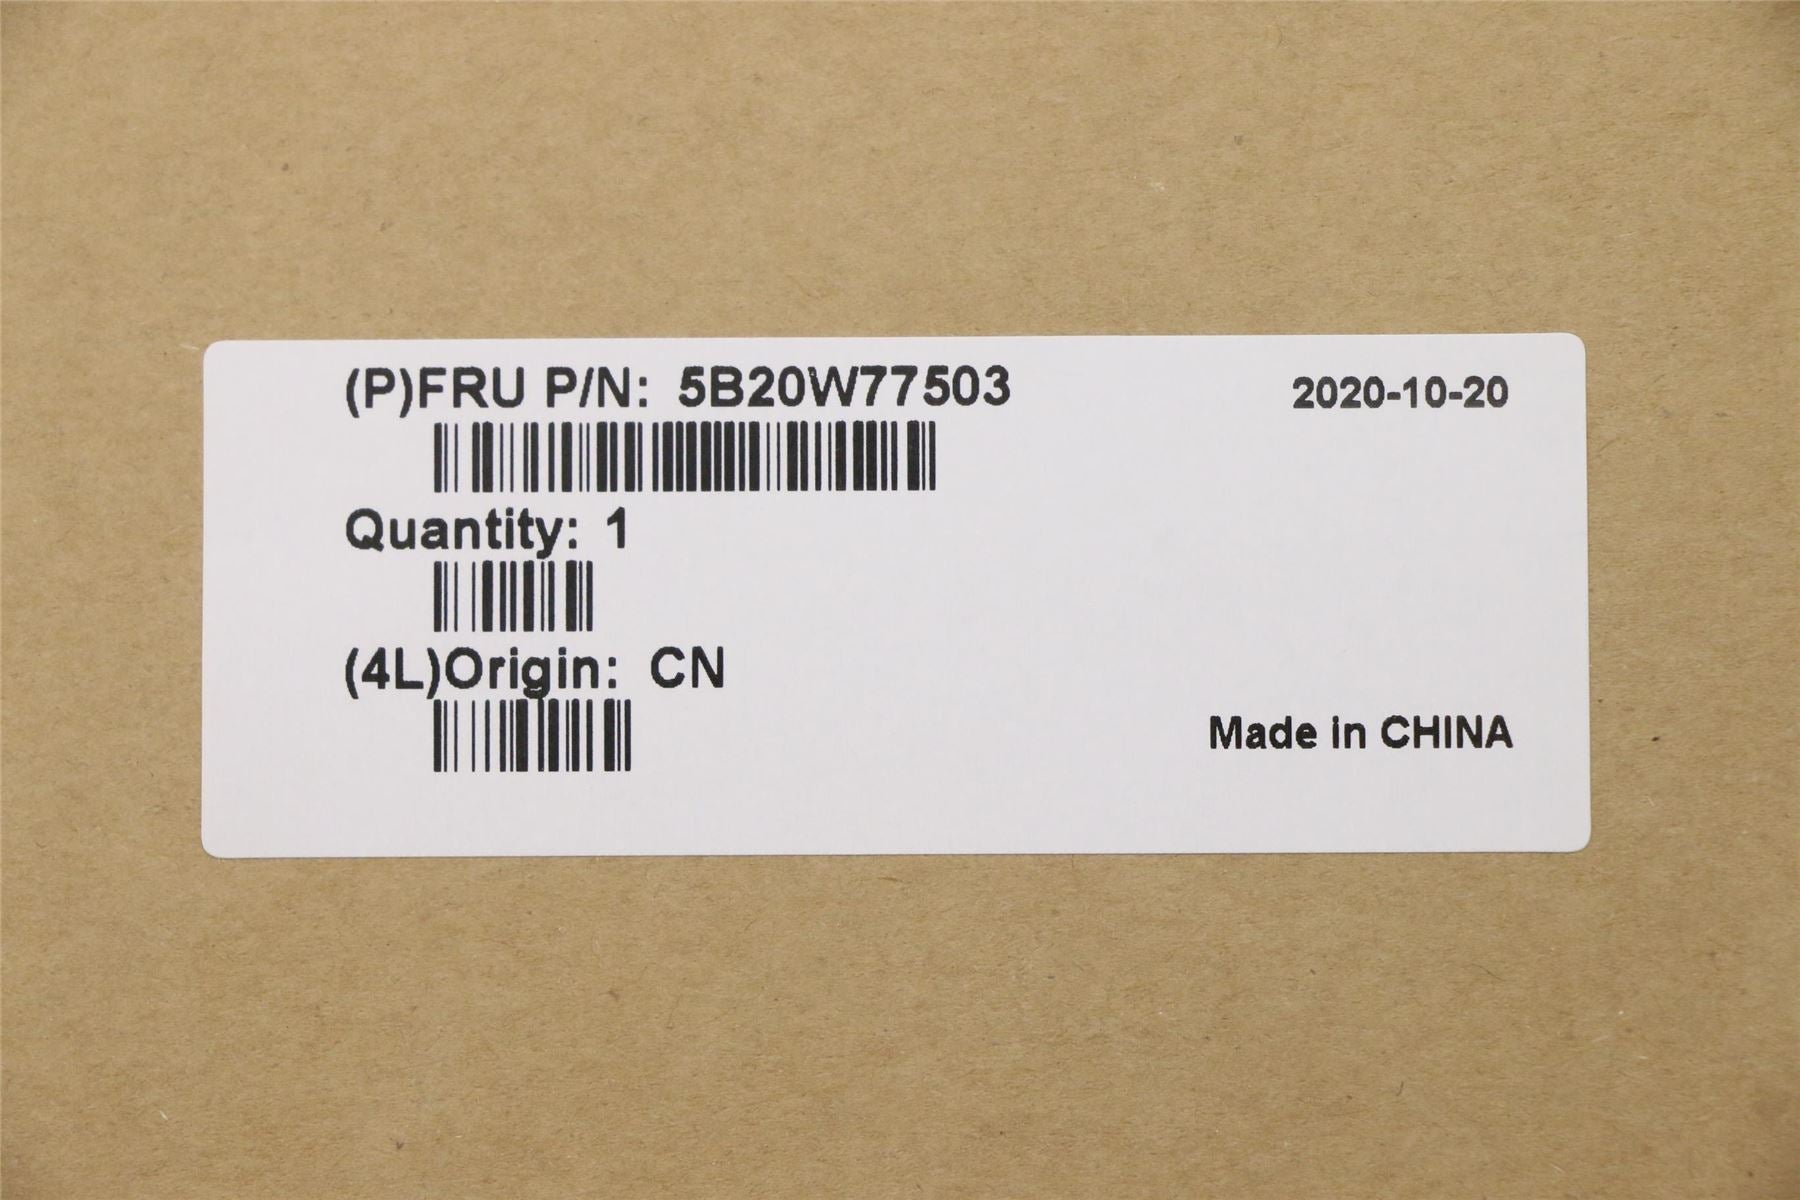 (P)FRU P/N: 5B20W77503
2020-10-20
Quantity: 1
(4L)Origin: CN
Made in CHINA